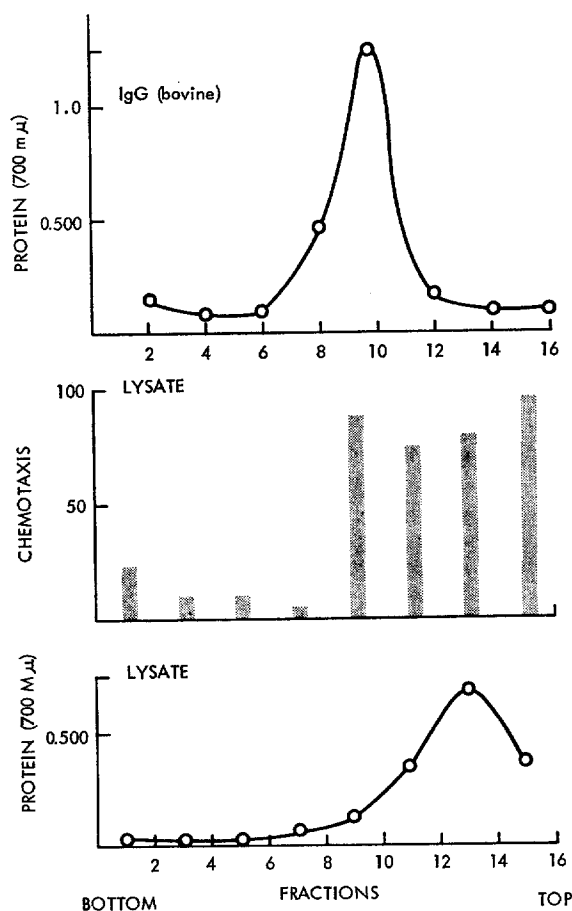 PROTEIN (700 mμ)
1.0
0.500
IgG (bovine)
2 4 6 8 10 12 14 16
CHEMOTAXIS
100
50
LYSATE
PROTEIN (700 Mμ)
0.500
LYSATE
2 4 6 8 10 12 14 16
BOTTOM FRACTIONS TOP